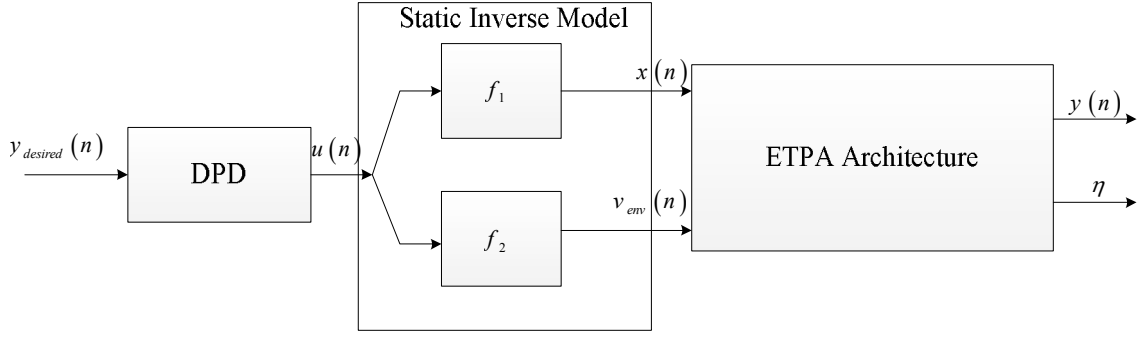 Static Inverse Model
y_desired(n)
DPD
u(n)
f_1
f_2
x(n)
v_env(n)
ETPA Architecture
y(n)
η